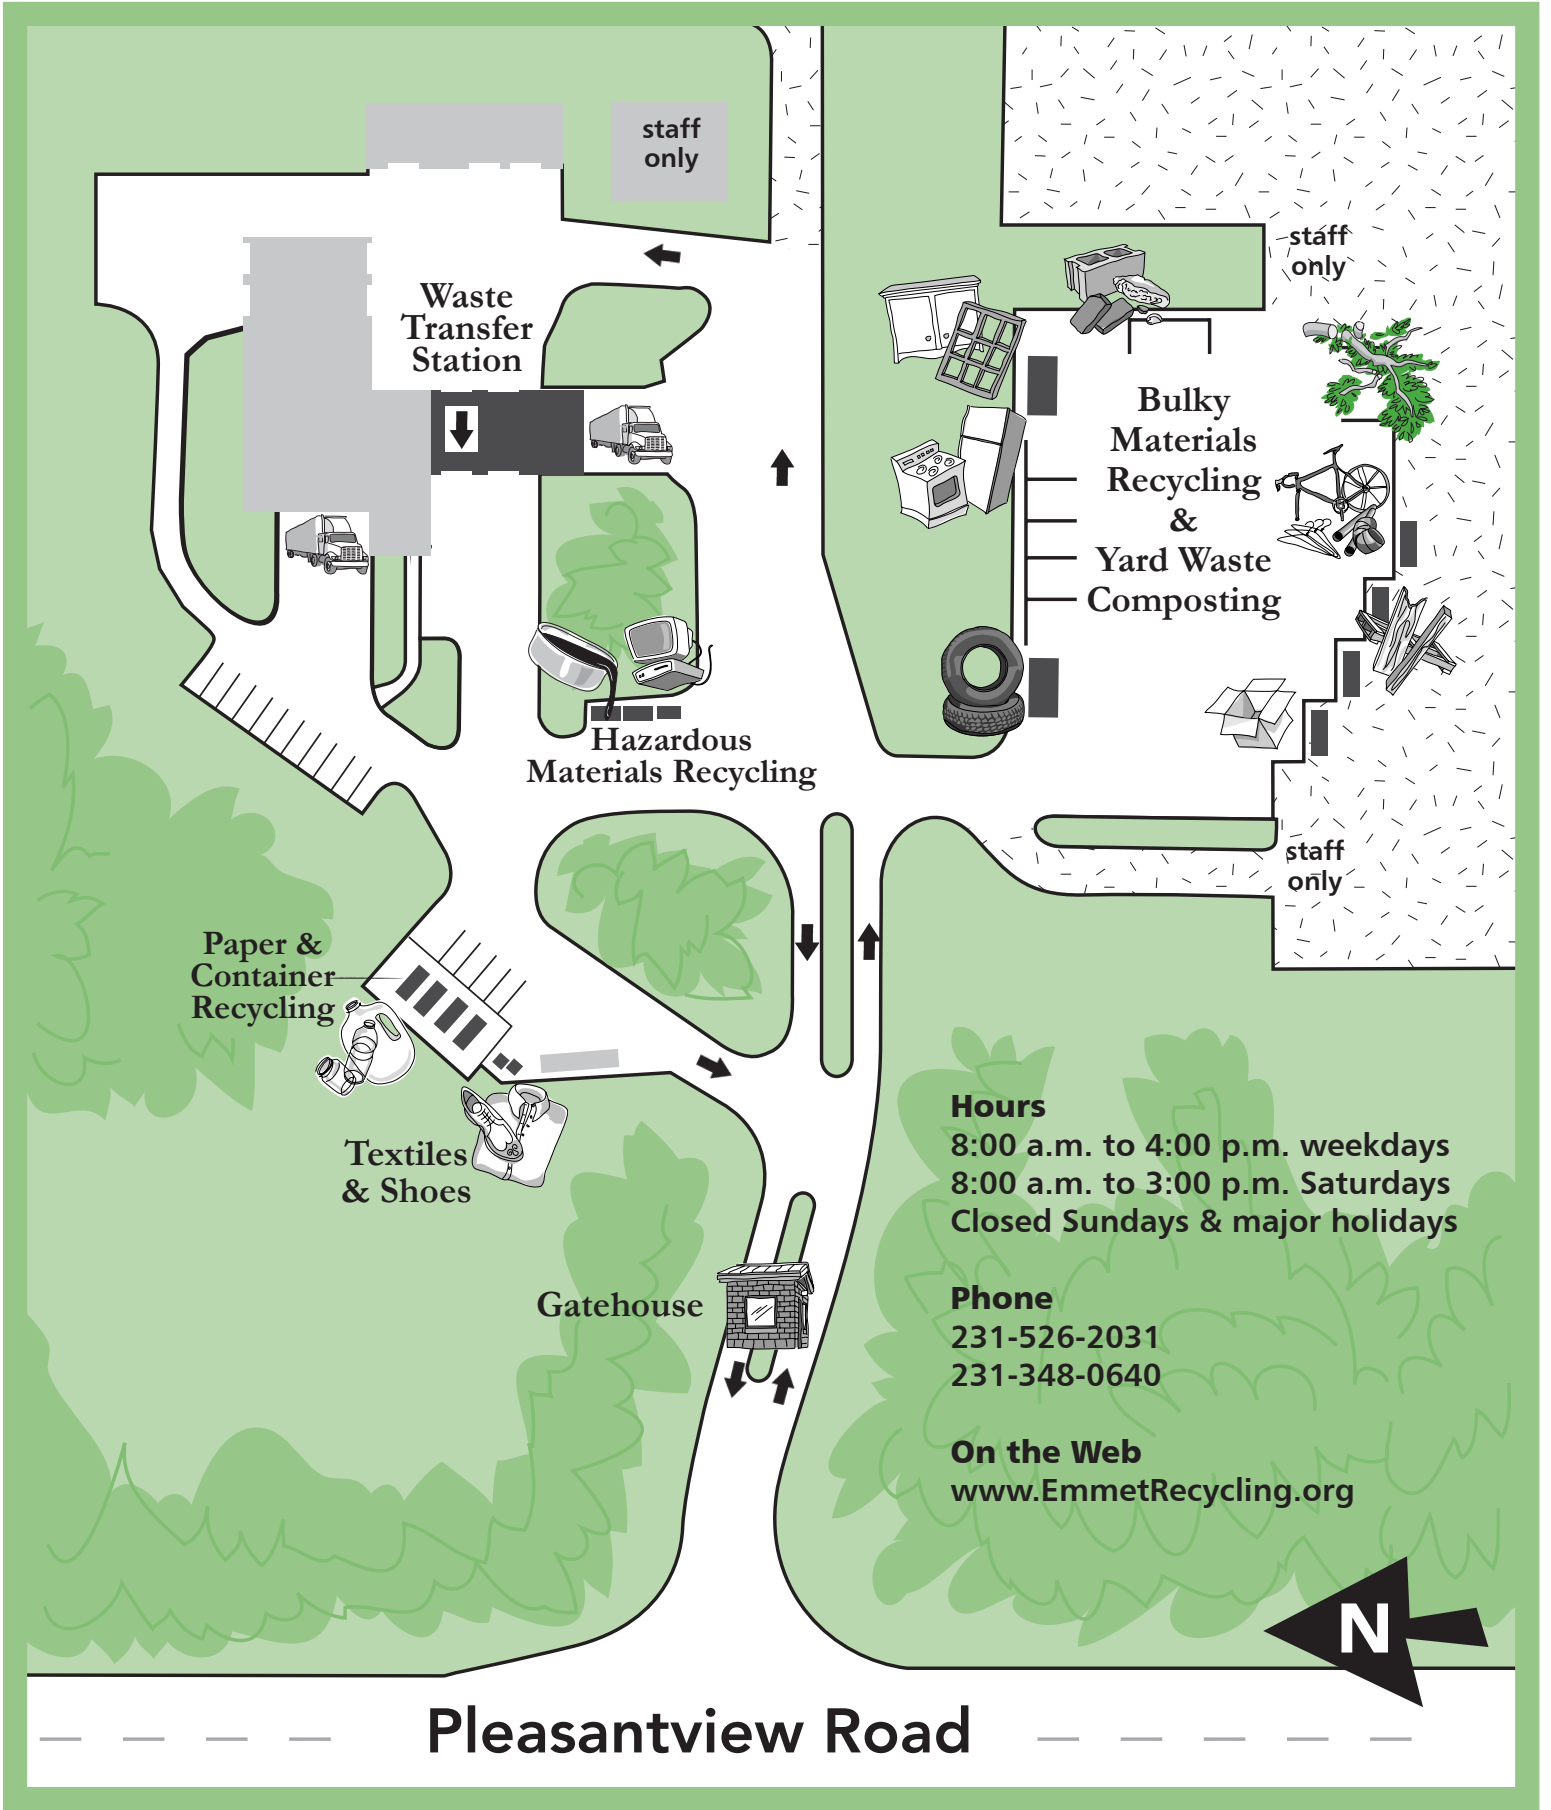 staff
only
staff
only
Waste
Transfer
Station
Bulky
Materials
Recycling
&
Yard Waste
Composting
Hazardous
Materials Recycling
staff
only
Paper &
Container
Recycling
Textiles
& Shoes
Gatehouse
Hours
8:00 a.m. to 4:00 p.m. weekdays
8:00 a.m. to 3:00 p.m. Saturdays
Closed Sundays & major holidays
Phone
231-526-2031
231-348-0640
On the Web
www.EmmetRecycling.org
N
Pleasantview Road